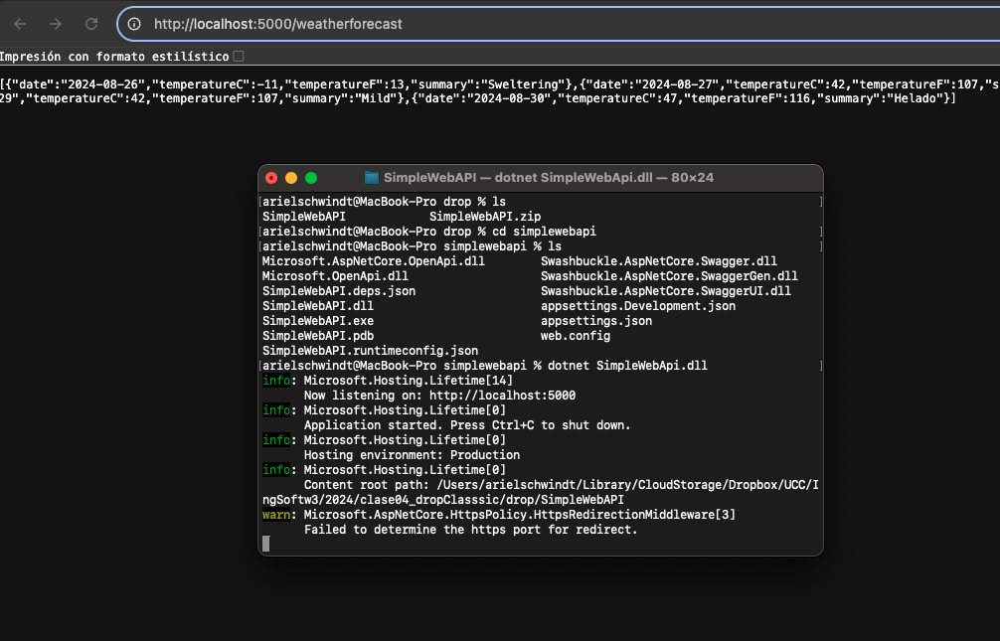 http://localhost:5000/weatherforecast
Impresión con formato estilístico
[{"date":"2024-08-26","temperatureC":-11,"temperatureF":13,"summary":"Sweltering"},{"date":"2024-08-27","temperatureC":42,"temperatureF":107,"s
29","temperatureC":42,"temperatureF":107,"summary":"Mild"},{"date":"2024-08-30","temperatureC":47,"temperatureF":116,"summary":"Helado"}]
SimpleWebAPI — dotnet SimpleWebApi.dll — 80×24
[arielschwindt@MacBook-Pro drop % ls ]
SimpleWebAPI SimpleWebAPI.zip
[arielschwindt@MacBook-Pro drop % cd simplewebapi ]
[arielschwindt@MacBook-Pro simplewebapi % ls ]
Microsoft.AspNetCore.OpenApi.dll Swashbuckle.AspNetCore.Swagger.dll
Microsoft.OpenApi.dll Swashbuckle.AspNetCore.SwaggerGen.dll
SimpleWebAPI.deps.json Swashbuckle.AspNetCore.SwaggerUI.dll
SimpleWebAPI.dll appsettings.Development.json
SimpleWebAPI.exe appsettings.json
SimpleWebAPI.pdb web.config
SimpleWebAPI.runtimeconfig.json
[arielschwindt@MacBook-Pro simplewebapi % dotnet SimpleWebApi.dll ]
info: Microsoft.Hosting.Lifetime[14]
Now listening on: http://localhost:5000
info: Microsoft.Hosting.Lifetime[0]
Application started. Press Ctrl+C to shut down.
info: Microsoft.Hosting.Lifetime[0]
Hosting environment: Production
info: Microsoft.Hosting.Lifetime[0]
Content root path: /Users/arielschwindt/Library/CloudStorage/Dropbox/UCC/I
ngSoftw3/2024/clase04_dropClasssic/drop/SimpleWebAPI
warn: Microsoft.AspNetCore.HttpsPolicy.HttpsRedirectionMiddleware[3]
Failed to determine the https port for redirect.